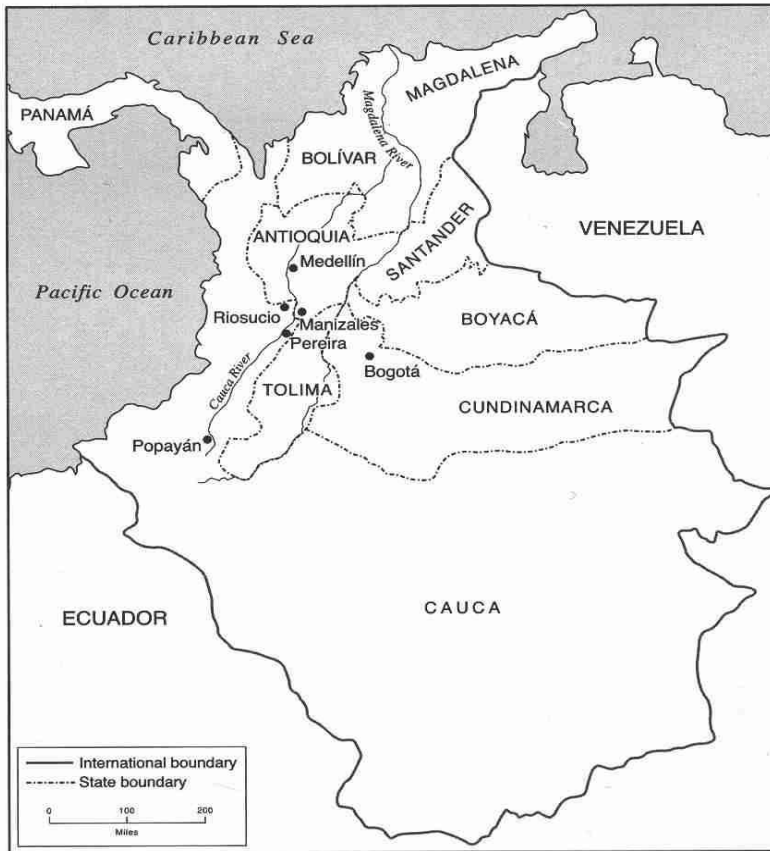 Caribbean Sea
MAGDALENA
PANAMÁ
Magdalena River
BOLÍVAR
SANTANDER
VENEZUELA
ANTIOQUIA
Medellín
Pacific Ocean
Riosucio
Manizales
BOYACÁ
Pereira
Bogotá
Cauca River
TOLIMA
CUNDINAMARCA
Popayán
CAUCA
ECUADOR
International boundary
State boundary
0 100 200
Miles